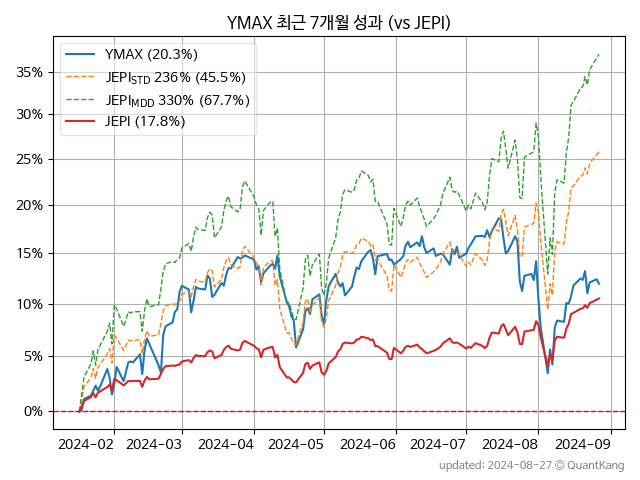 YMAX 최근 7개월 성과 (vs JEPI)
YMAX (20.3%)
JEPI_STD 236% (45.5%)
JEPI_MDD 330% (67.7%)
JEPI (17.8%)
35%
30%
25%
20%
15%
10%
5%
0%
2024-02 2024-03 2024-04 2024-05 2024-06 2024-07 2024-08 2024-09
updated: 2024-08-27 © QuantKang